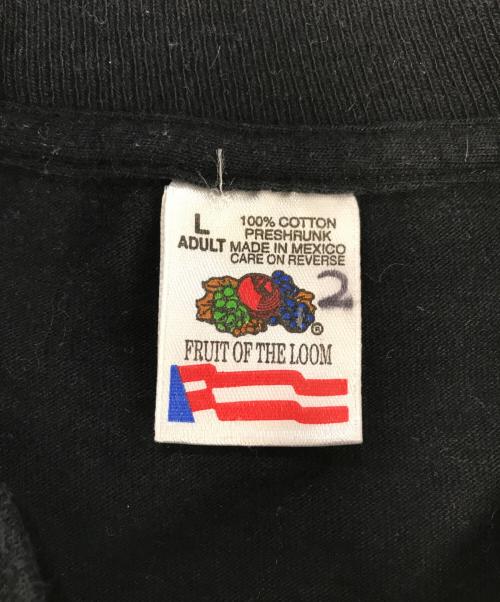 L
ADULT
100% COTTON
PRESHRUNK
MADE IN MEXICO
CARE ON REVERSE
2
®
FRUIT OF THE LOOM